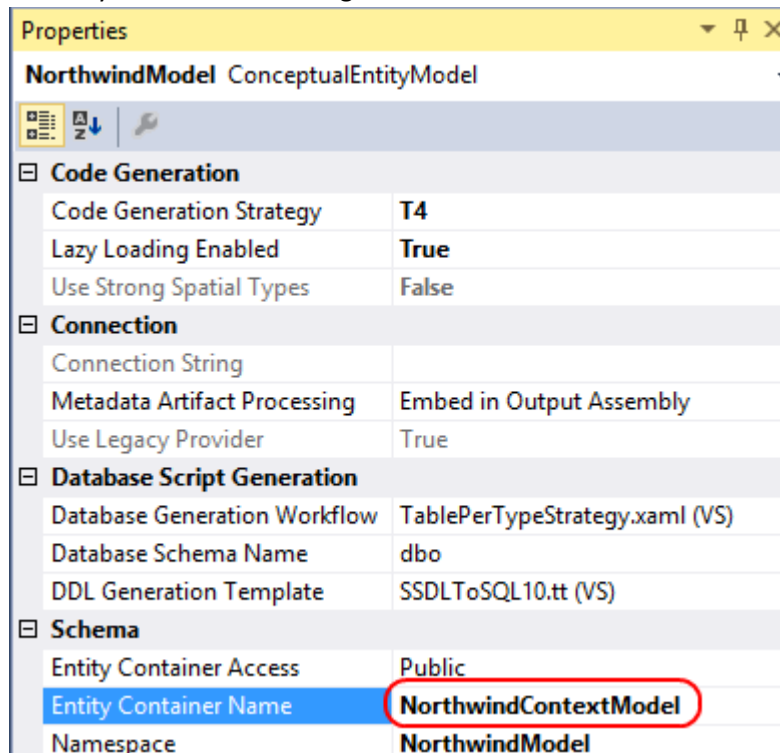 Properties
NorthwindModel ConceptualEntityModel
Code Generation
Code Generation Strategy T4
Lazy Loading Enabled True
Use Strong Spatial Types False
Connection
Connection String
Metadata Artifact Processing Embed in Output Assembly
Use Legacy Provider True
Database Script Generation
Database Generation Workflow TablePerTypeStrategy.xaml (VS)
Database Schema Name dbo
DDL Generation Template SSDLToSQL10.tt (VS)
Schema
Entity Container Access Public
Entity Container Name NorthwindContextModel
Namespace NorthwindModel